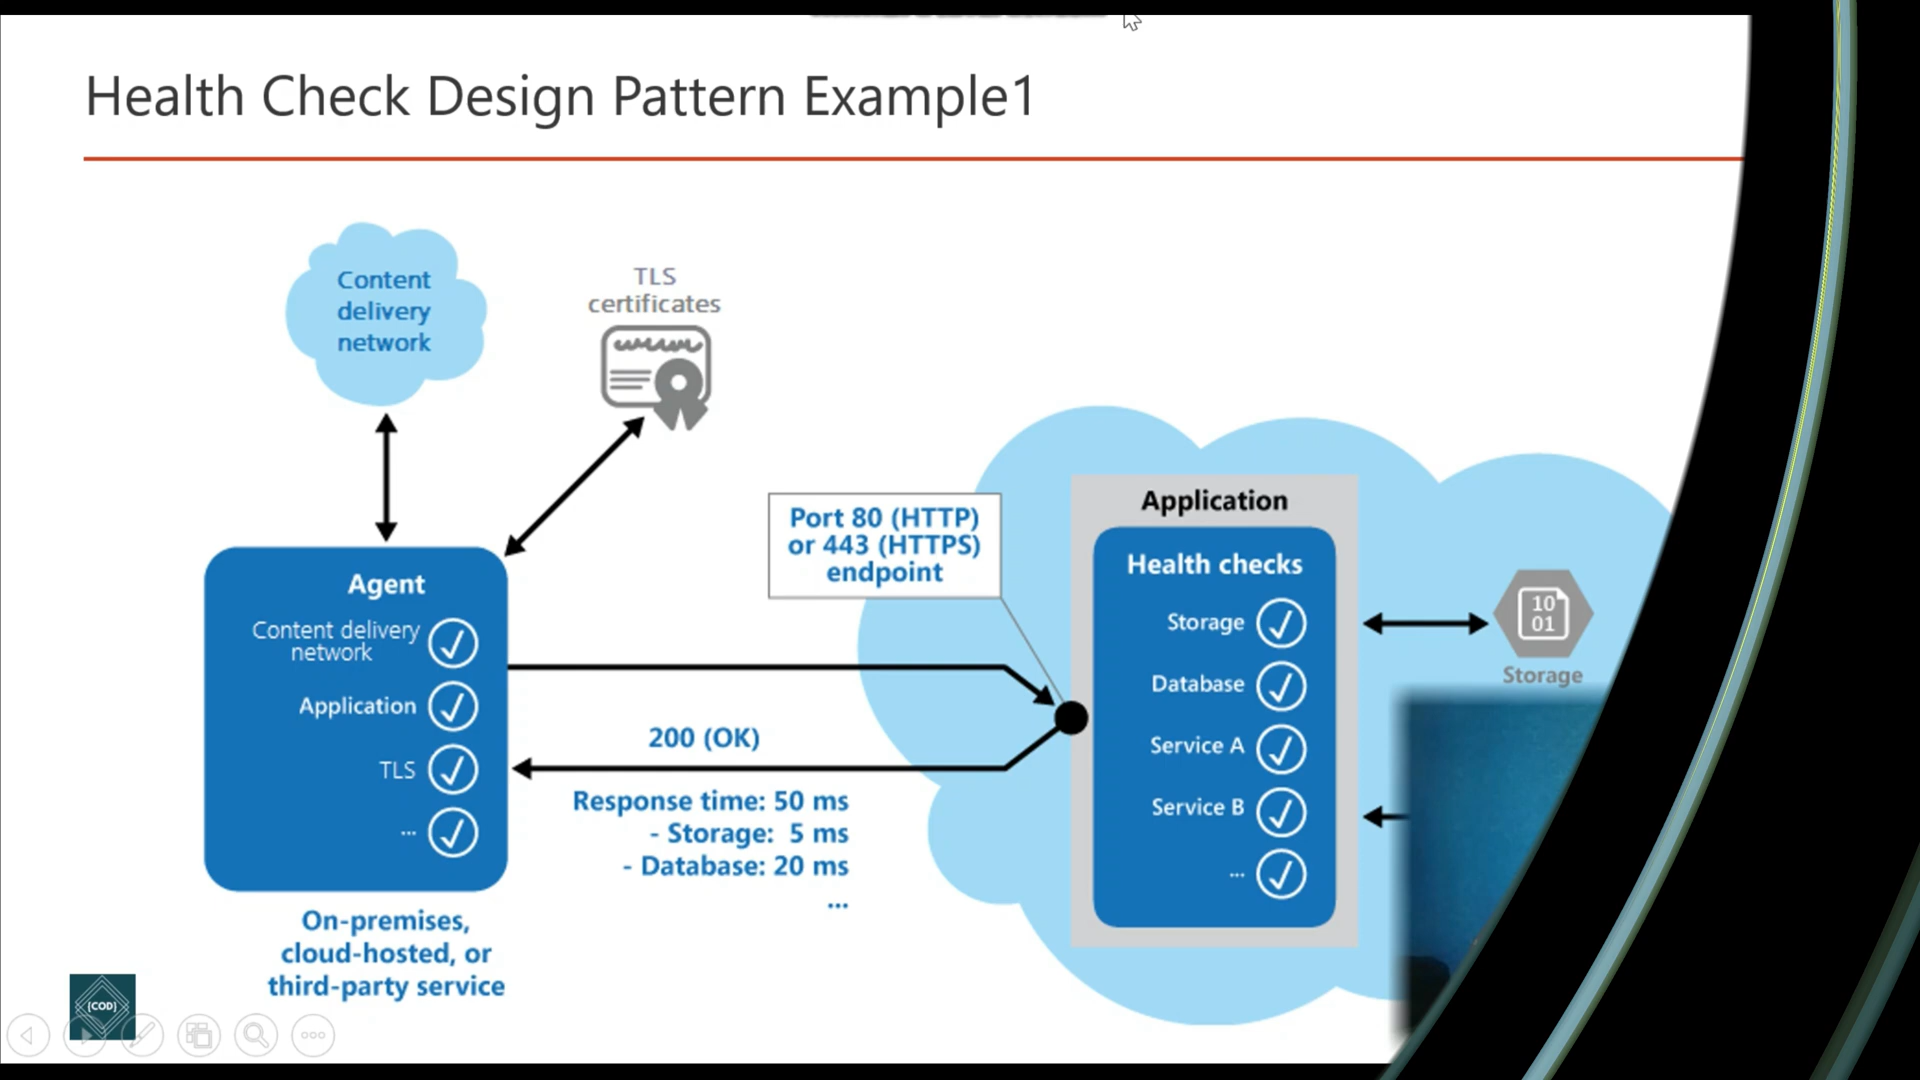 Health Check Design Pattern Example1
Content
delivery
network
TLS
certificates
Port 80 (HTTP)
or 443 (HTTPS)
endpoint
Application
Health checks
Storage
Database
Service A
Service B
...
10
01
Storage
Agent
Content delivery
network
Application
TLS
...
200 (OK)
Response time: 50 ms
- Storage: 5 ms
- Database: 20 ms
...
On-premises,
cloud-hosted, or
third-party service
[COD]